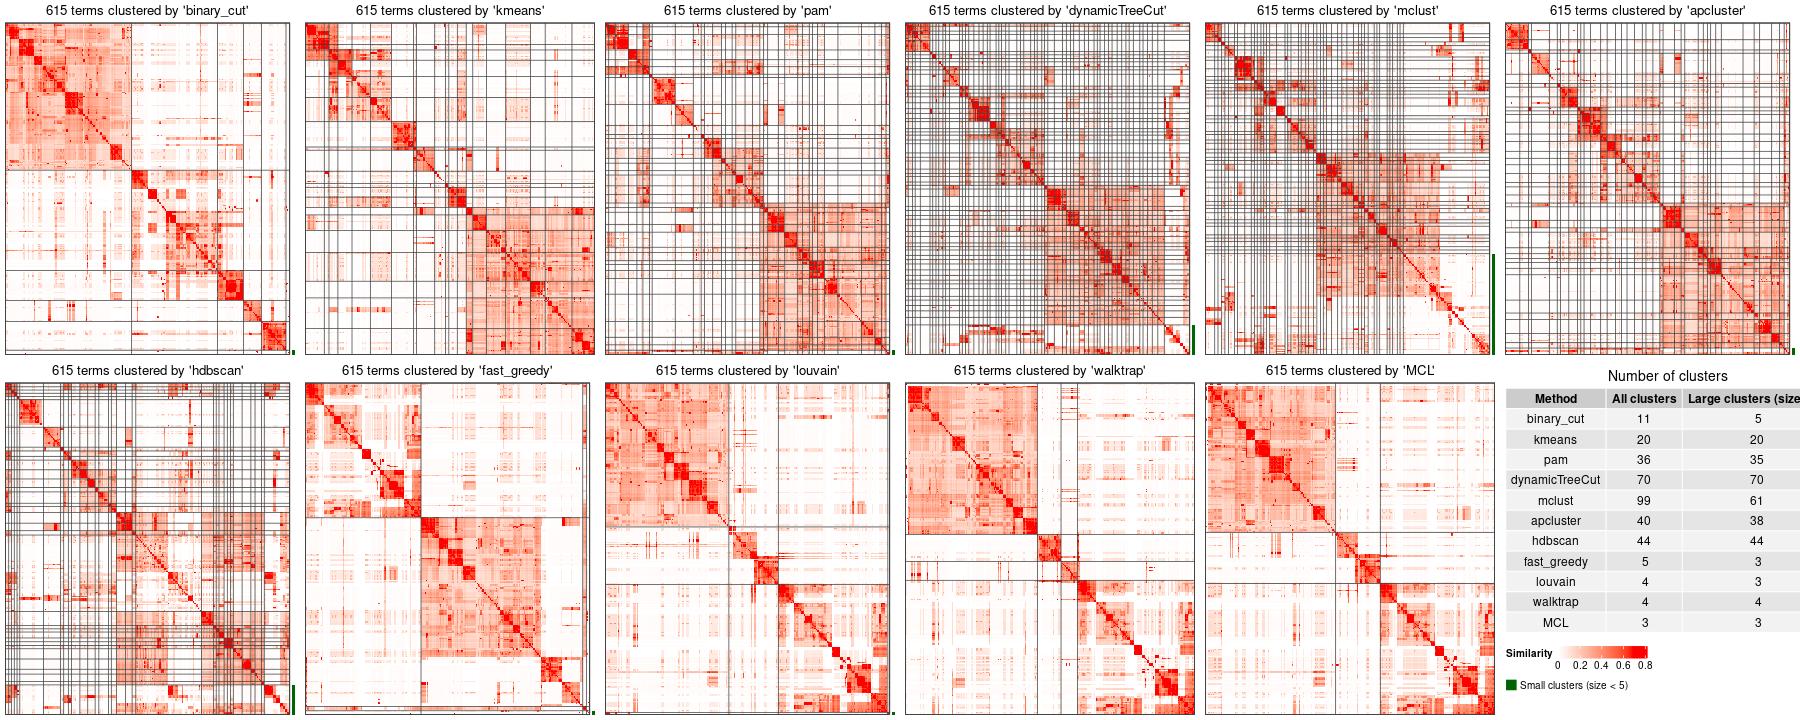 615 terms clustered by 'binary_cut'
615 terms clustered by 'kmeans'
615 terms clustered by 'pam'
615 terms clustered by 'dynamicTreeCut'
615 terms clustered by 'mclust'
615 terms clustered by 'apcluster'
615 terms clustered by 'hdbscan'
615 terms clustered by 'fast_greedy'
615 terms clustered by 'louvain'
615 terms clustered by 'walktrap'
615 terms clustered by 'MCL'
Number of clusters
Method All clusters Large clusters (size
binary_cut 11 5
kmeans 20 20
pam 36 35
dynamicTreeCut 70 70
mclust 99 61
apcluster 40 38
hdbscan 44 44
fast_greedy 5 3
louvain 4 3
walktrap 4 4
MCL 3 3
Similarity
0 0.2 0.4 0.6 0.8
Small clusters (size < 5)